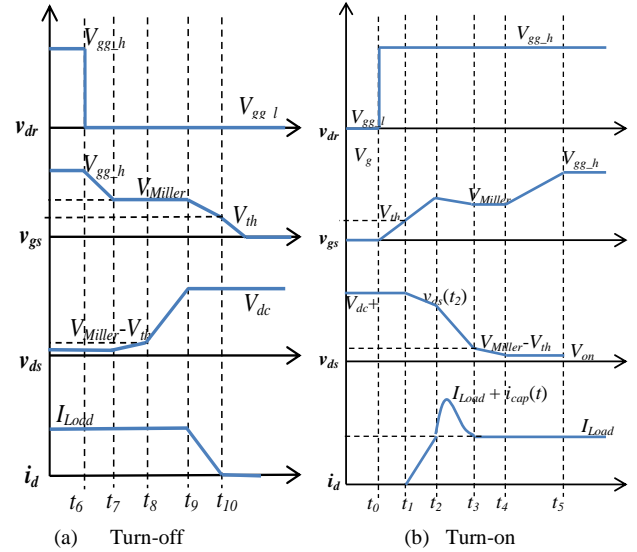 V_gg_h
V_gg_l
v_dr
V_gg_h
V_Miller
V_th
v_gs
V_dc
V_Miller-V_th
v_ds
I_Load
i_d
t_6 t_7 t_8 t_9 t_10
(a) Turn-off
V_gg_h
V_gg_l
v_dr
V_g
V_gg_h
V_Miller
V_th
v_gs
V_dc+ v_ds(t_2)
V_Miller-V_th
V_on
v_ds
I_Load + i_cap(t)
I_Load
i_d
t_0 t_1 t_2 t_3 t_4 t_5
(b) Turn-on